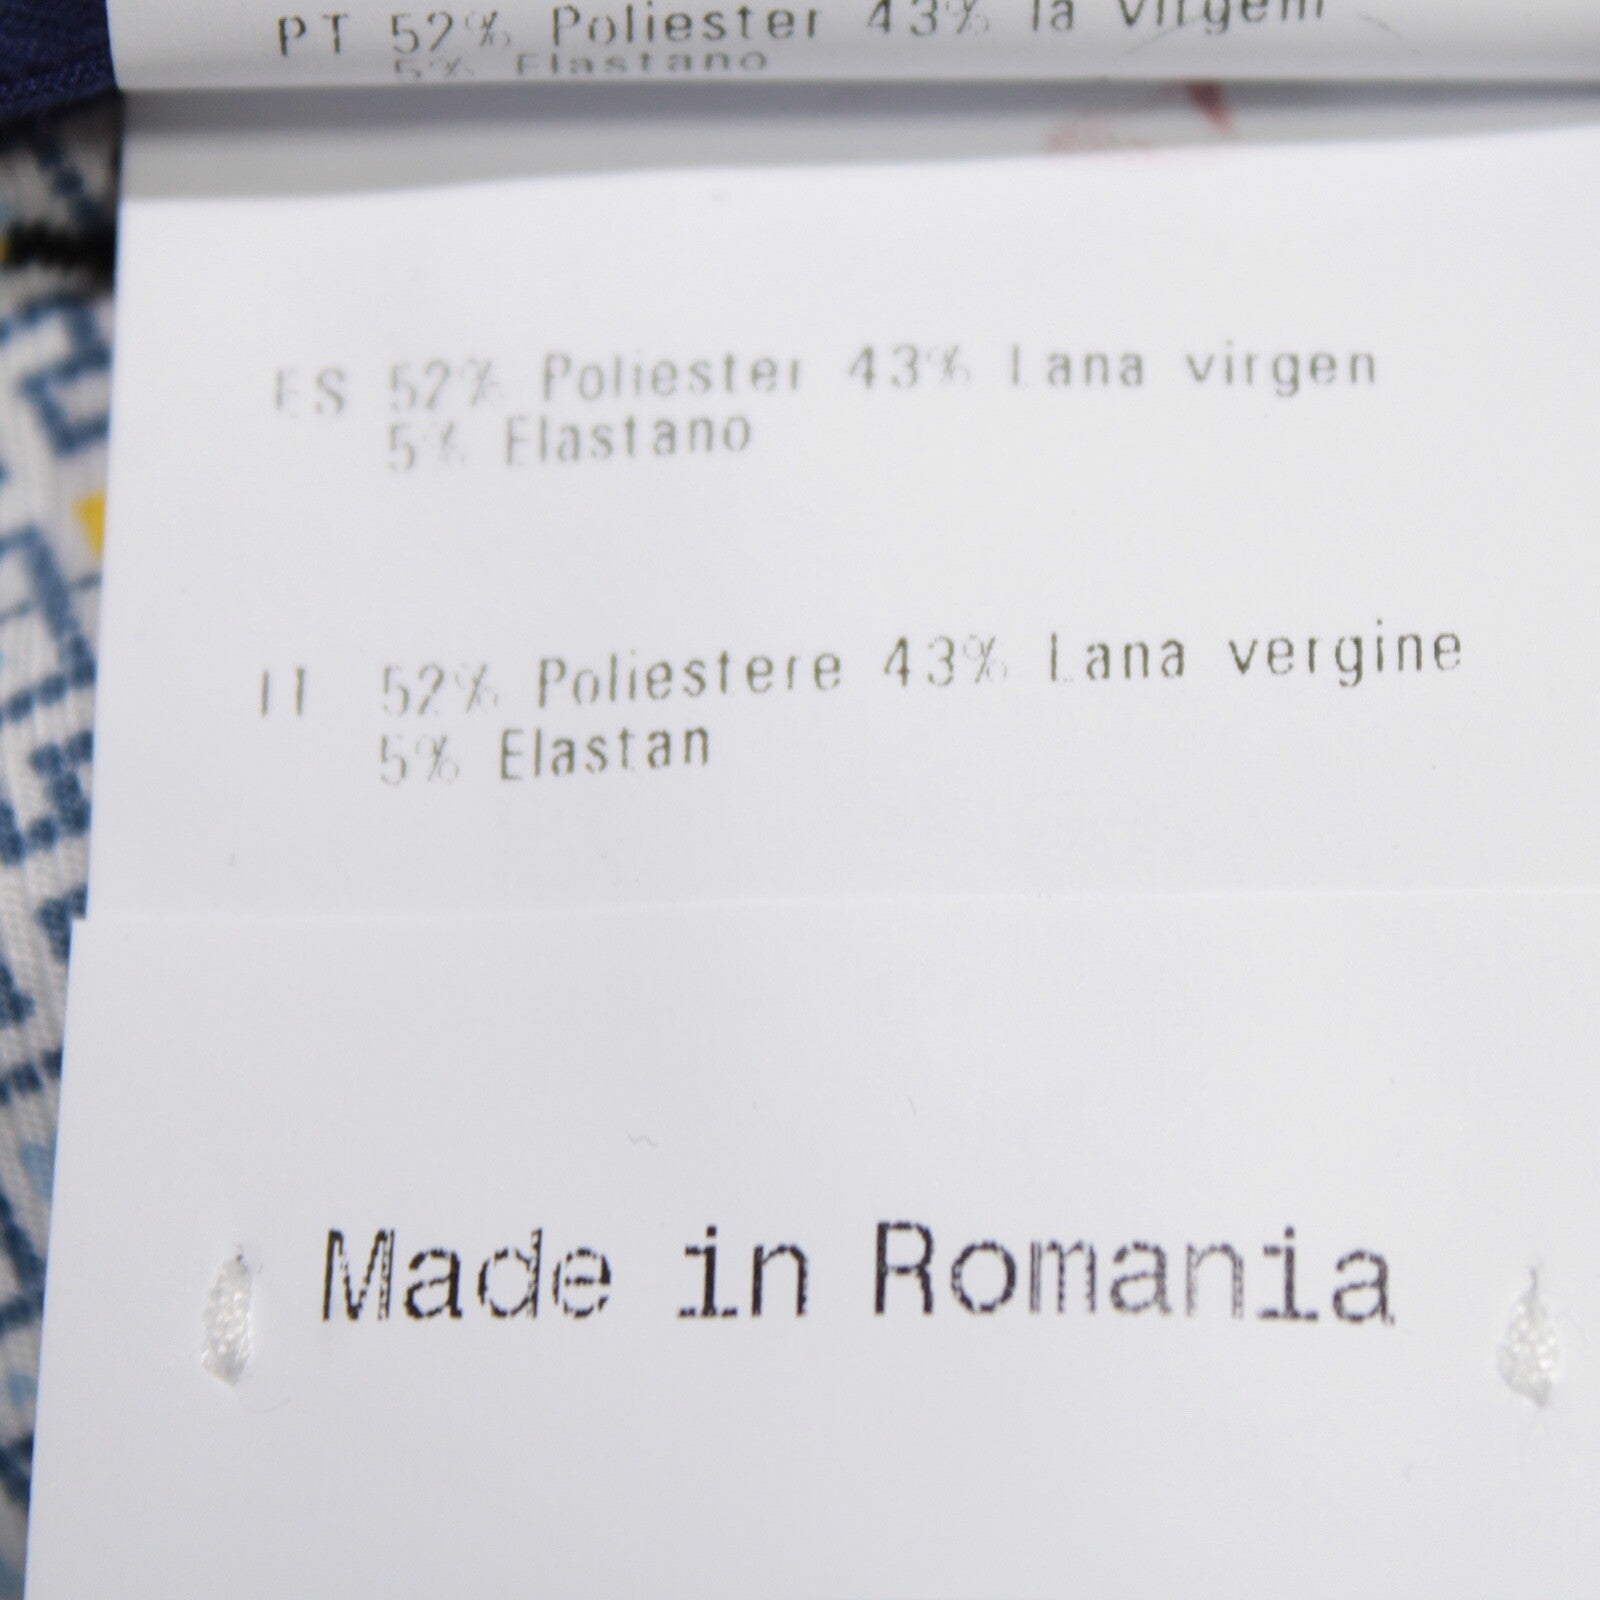 PT 52% Poliester 43% lã virgem
5% Elastano
ES 52% Poliester 43% Lana virgen
5% Elastano
IT 52% Poliestere 43% Lana vergine
5% Elastan
Made in Romania